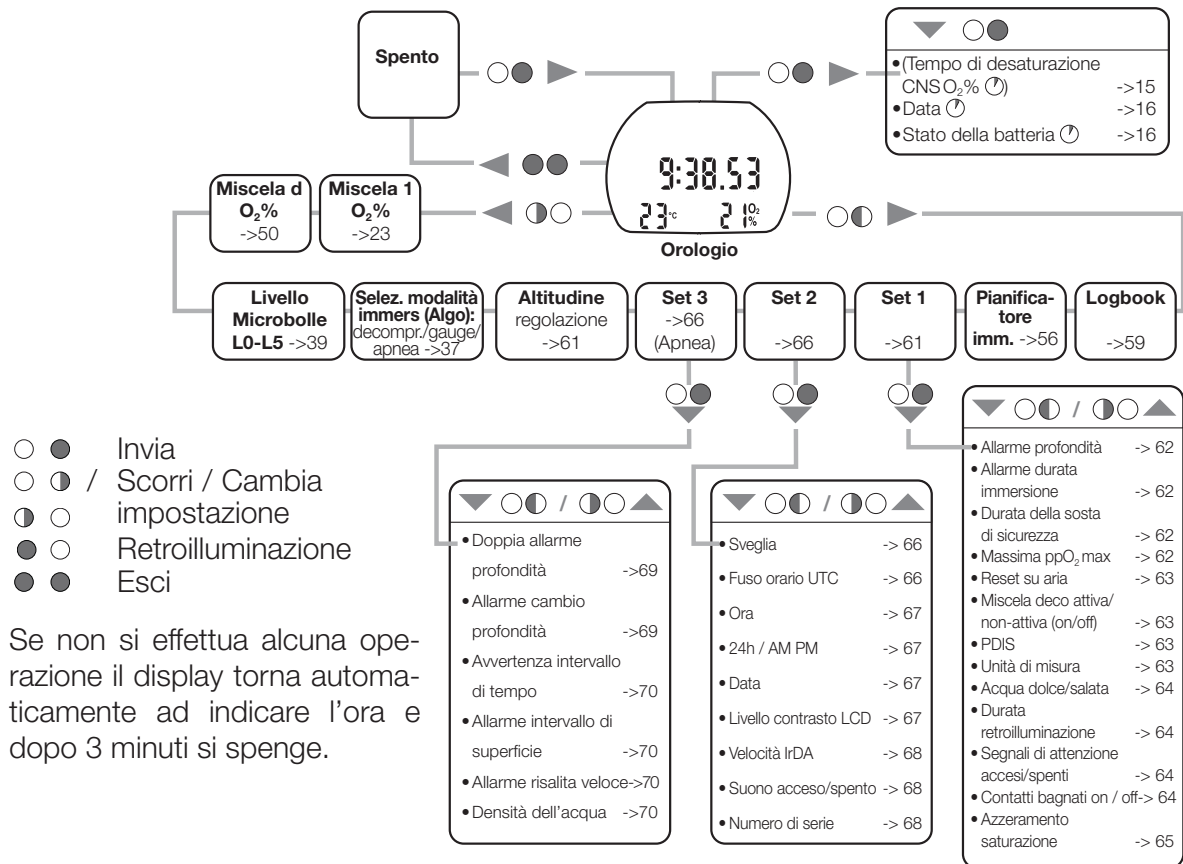 Spento
(Tempo di desaturazione
CNS O₂% ) ->15
• Data ->16
• Stato della batteria ->16
9:38.53
23°C 21 O₂%
Orologio
Miscela d
O₂%
->50
Miscela 1
O₂%
->23
Livello
Microbolle
L0-L5 ->39
Selez. modalità
immers (Algo):
decompr./gauge/
apnea ->37
Altitudine
regolazione
->61
Set 3
->66
(Apnea)
Set 2
->66
Set 1
->61
Pianifica-
tore
imm. ->56
Logbook
->59
Invia
/ Scorri / Cambia
impostazione
Retroilluminazione
Esci
Se non si effettua alcuna ope-
razione il display torna automa-
ticamente ad indicare l'ora e
dopo 3 minuti si spenge.
/
• Doppia allarme
profondità ->69
• Allarme cambio
profondità ->69
• Avvertenza intervallo
di tempo ->70
• Allarme intervallo di
superficie ->70
• Allarme risalita veloce->70
• Densità dell'acqua ->70
/
• Sveglia -> 66
• Fuso orario UTC -> 66
• Ora -> 67
• 24h / AM PM -> 67
• Data -> 67
• Livello contrasto LCD -> 67
• Velocità IrDA -> 68
• Suono acceso/spento -> 68
• Numero di serie -> 68
/
• Allarme profondità -> 62
• Allarme durata
immersione -> 62
• Durata della sosta
di sicurezza -> 62
• Massima ppO₂ max -> 62
• Reset su aria -> 63
• Miscela deco attiva/
non-attiva (on/off) -> 63
• PDIS -> 63
• Unità di misura -> 63
• Acqua dolce/salata -> 64
• Durata
retroilluminazione -> 64
• Segnali di attenzione
accesi/spenti -> 64
• Contatti bagnati on / off-> 64
• Azzeramento
saturazione -> 65